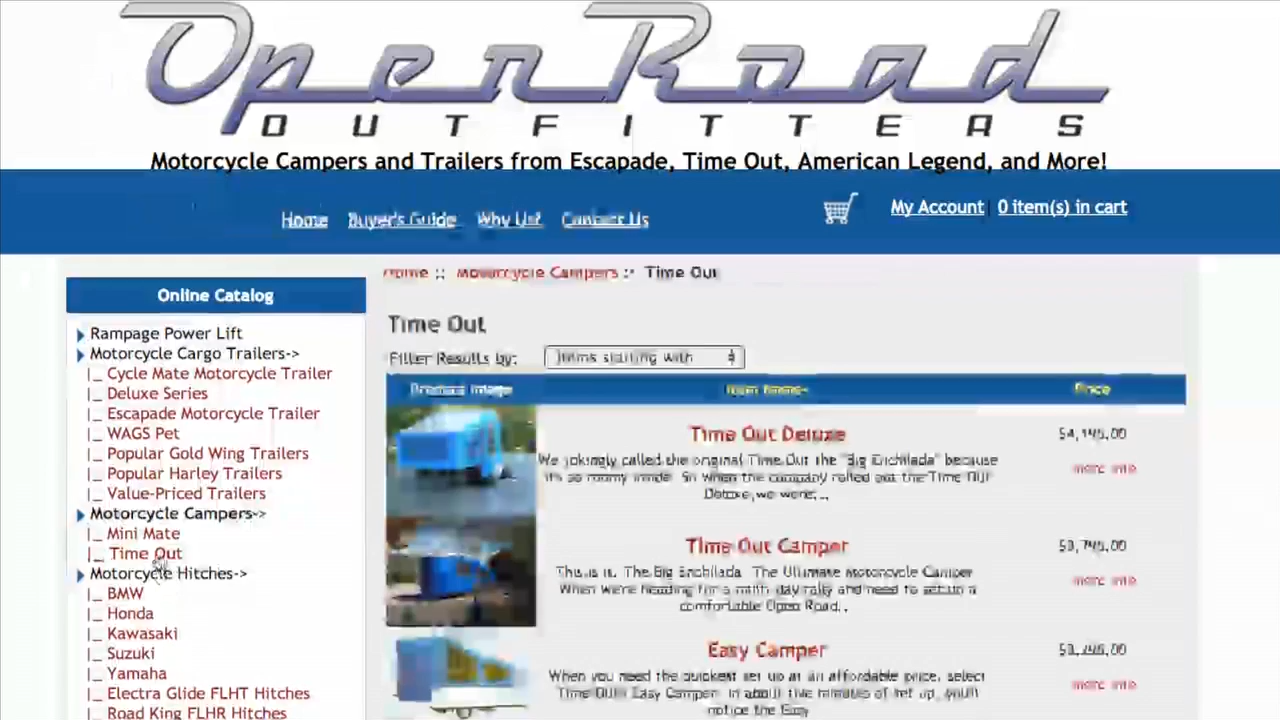 OpenRoad
OUTFITTERS
Motorcycle Campers and Trailers from Escapade, Time Out, American Legend, and More!
Home Buyer's Guide Why Us? Contact Us
My Account 0 item(s) in cart
Online Catalog
Rampage Power Lift
Motorcycle Cargo Trailers->
|_ Cycle Mate Motorcycle Trailer
|_ Deluxe Series
|_ Escapade Motorcycle Trailer
|_ WAGS Pet
|_ Popular Gold Wing Trailers
|_ Popular Harley Trailers
|_ Value-Priced Trailers
Motorcycle Campers->
|_ Mini Mate
|_ Time Out
Motorcycle Hitches->
|_ BMW
|_ Honda
|_ Kawasaki
|_ Suzuki
|_ Yamaha
|_ Electra Glide FLHT Hitches
|_ Road King FLHR Hitches
Home :: Motorcycle Campers :: Time Out
Time Out
Filter Results by: Items starting with
Product Image Item Name+ Price
Time Out Deluxe
We jokingly called the original Time Out the "Big Enchilada" because
it's so roomy inside. So when the company rolled out the Time Out
Deluxe, we were...
more info
Time Out Camper
This is it. The Big Enchilada. The Ultimate Motorcycle Camper
When we're heading for a multi-day rally and need to set up a
comfortable Open Road...
more info
Easy Camper
When you need the quickest set up at an affordable price, select
Time Out's Easy Camper. In about five minutes of set up, you'll
notice the Easy
more info